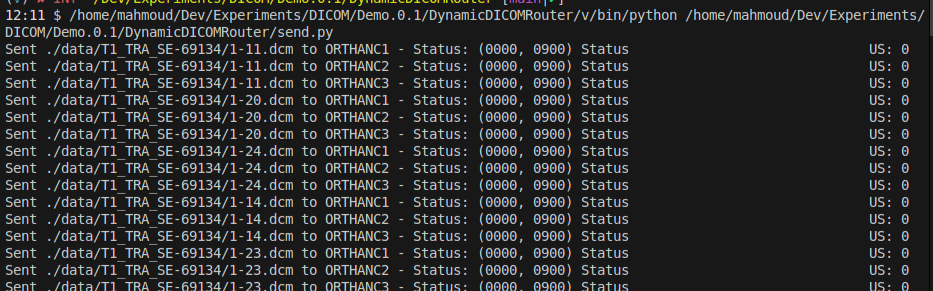 12:11 $ /home/mahmoud/Dev/Experiments/DICOM/Demo.0.1/DynamicDICOMRouter/v/bin/python /home/mahmoud/Dev/Experiments/
DICOM/Demo.0.1/DynamicDICOMRouter/send.py
Sent ./data/T1_TRA_SE-69134/1-11.dcm to ORTHANC1 - Status: (0000, 0900) Status US: 0
Sent ./data/T1_TRA_SE-69134/1-11.dcm to ORTHANC2 - Status: (0000, 0900) Status US: 0
Sent ./data/T1_TRA_SE-69134/1-11.dcm to ORTHANC3 - Status: (0000, 0900) Status US: 0
Sent ./data/T1_TRA_SE-69134/1-20.dcm to ORTHANC1 - Status: (0000, 0900) Status US: 0
Sent ./data/T1_TRA_SE-69134/1-20.dcm to ORTHANC2 - Status: (0000, 0900) Status US: 0
Sent ./data/T1_TRA_SE-69134/1-20.dcm to ORTHANC3 - Status: (0000, 0900) Status US: 0
Sent ./data/T1_TRA_SE-69134/1-24.dcm to ORTHANC1 - Status: (0000, 0900) Status US: 0
Sent ./data/T1_TRA_SE-69134/1-24.dcm to ORTHANC2 - Status: (0000, 0900) Status US: 0
Sent ./data/T1_TRA_SE-69134/1-24.dcm to ORTHANC3 - Status: (0000, 0900) Status US: 0
Sent ./data/T1_TRA_SE-69134/1-14.dcm to ORTHANC1 - Status: (0000, 0900) Status US: 0
Sent ./data/T1_TRA_SE-69134/1-14.dcm to ORTHANC2 - Status: (0000, 0900) Status US: 0
Sent ./data/T1_TRA_SE-69134/1-14.dcm to ORTHANC3 - Status: (0000, 0900) Status US: 0
Sent ./data/T1_TRA_SE-69134/1-23.dcm to ORTHANC1 - Status: (0000, 0900) Status US: 0
Sent ./data/T1_TRA_SE-69134/1-23.dcm to ORTHANC2 - Status: (0000, 0900) Status US: 0
Sent ./data/T1_TRA_SE-69134/1-23.dcm to ORTHANC3 - Status: (0000, 0900) Status US: 0